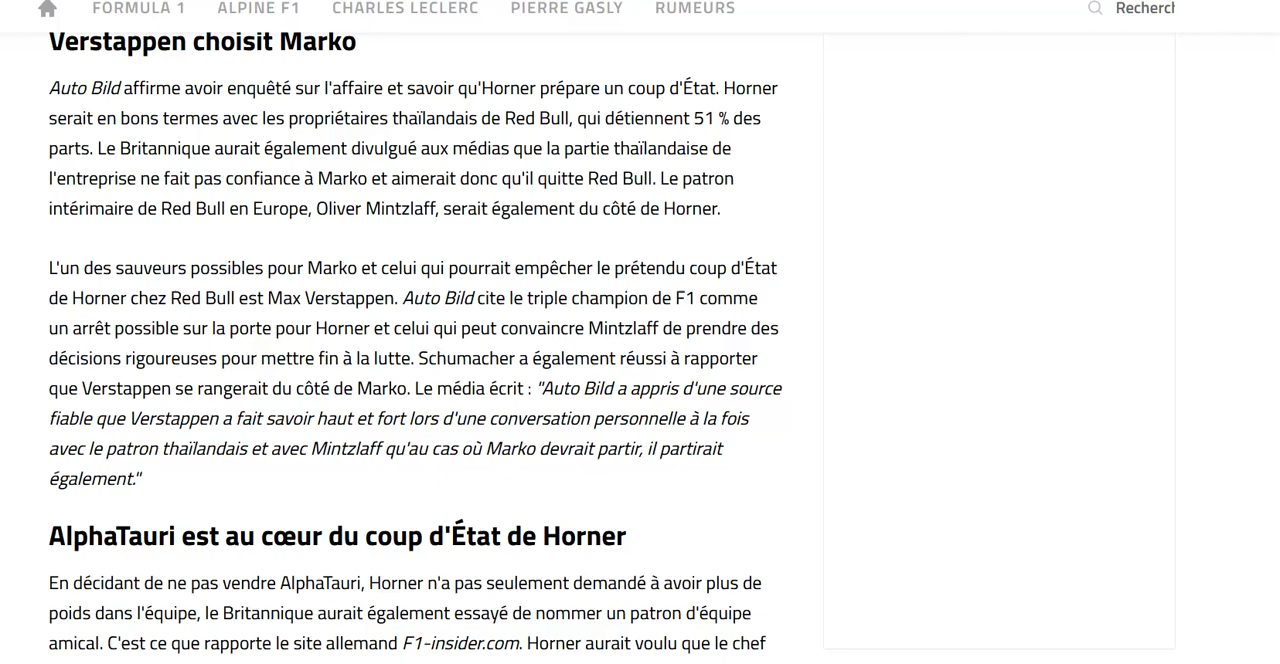 FORMULA 1 ALPINE F1 CHARLES LECLERC PIERRE GASLY RUMEURS Recherch
Verstappen choisit Marko
Auto Bild affirme avoir enquêté sur l'affaire et savoir qu'Horner prépare un coup d'État. Horner
serait en bons termes avec les propriétaires thaïlandais de Red Bull, qui détiennent 51 % des
parts. Le Britannique aurait également divulgué aux médias que la partie thaïlandaise de
l'entreprise ne fait pas confiance à Marko et aimerait donc qu'il quitte Red Bull. Le patron
intérimaire de Red Bull en Europe, Oliver Mintzlaff, serait également du côté de Horner.
L'un des sauveurs possibles pour Marko et celui qui pourrait empêcher le prétendu coup d'État
de Horner chez Red Bull est Max Verstappen. Auto Bild cite le triple champion de F1 comme
un arrêt possible sur la porte pour Horner et celui qui peut convaincre Mintzlaff de prendre des
décisions rigoureuses pour mettre fin à la lutte. Schumacher a également réussi à rapporter
que Verstappen se rangerait du côté de Marko. Le média écrit : "Auto Bild a appris d'une source
fiable que Verstappen a fait savoir haut et fort lors d'une conversation personnelle à la fois
avec le patron thaïlandais et avec Mintzlaff qu'au cas où Marko devrait partir, il partirait
également."
AlphaTauri est au cœur du coup d'État de Horner
En décidant de ne pas vendre AlphaTauri, Horner n'a pas seulement demandé à avoir plus de
poids dans l'équipe, le Britannique aurait également essayé de nommer un patron d'équipe
amical. C'est ce que rapporte le site allemand F1-insider.com. Horner aurait voulu que le chef